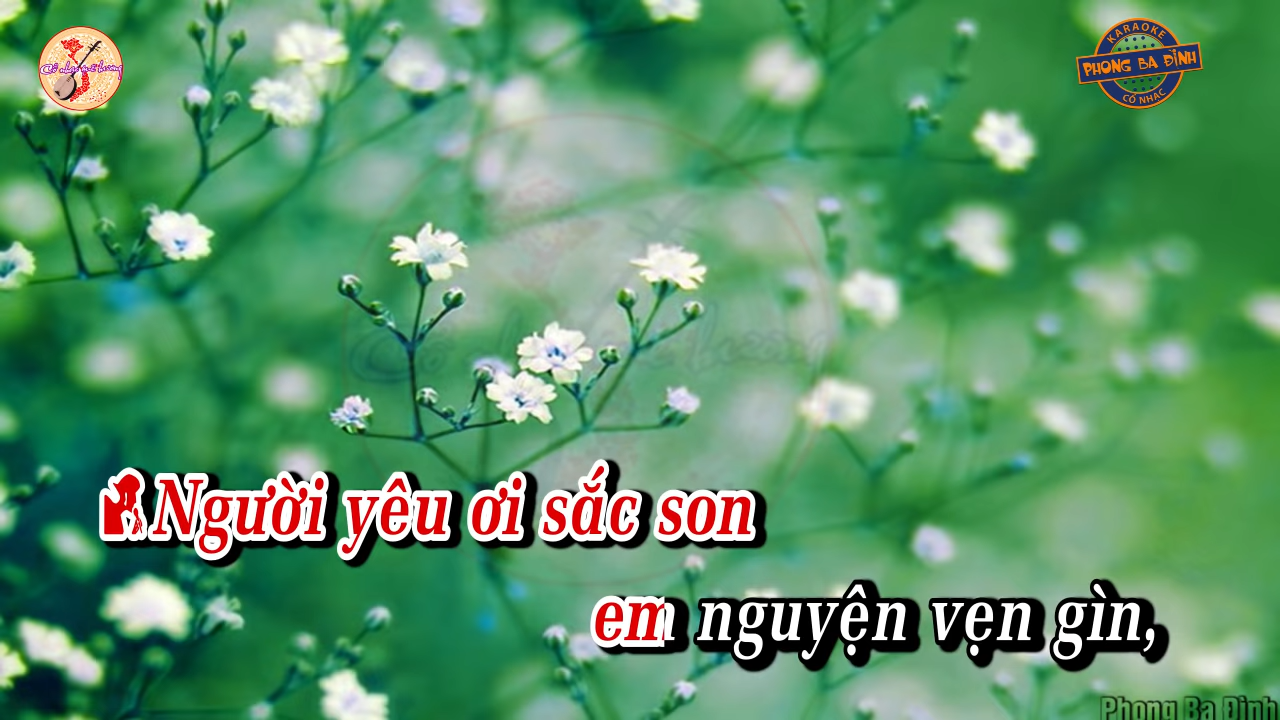 KARAOKE
PHONG BA ĐÌNH
CỔ NHẠC
Người yêu ơi sắc son
em nguyện vẹn gìn,
Phong Ba Đình